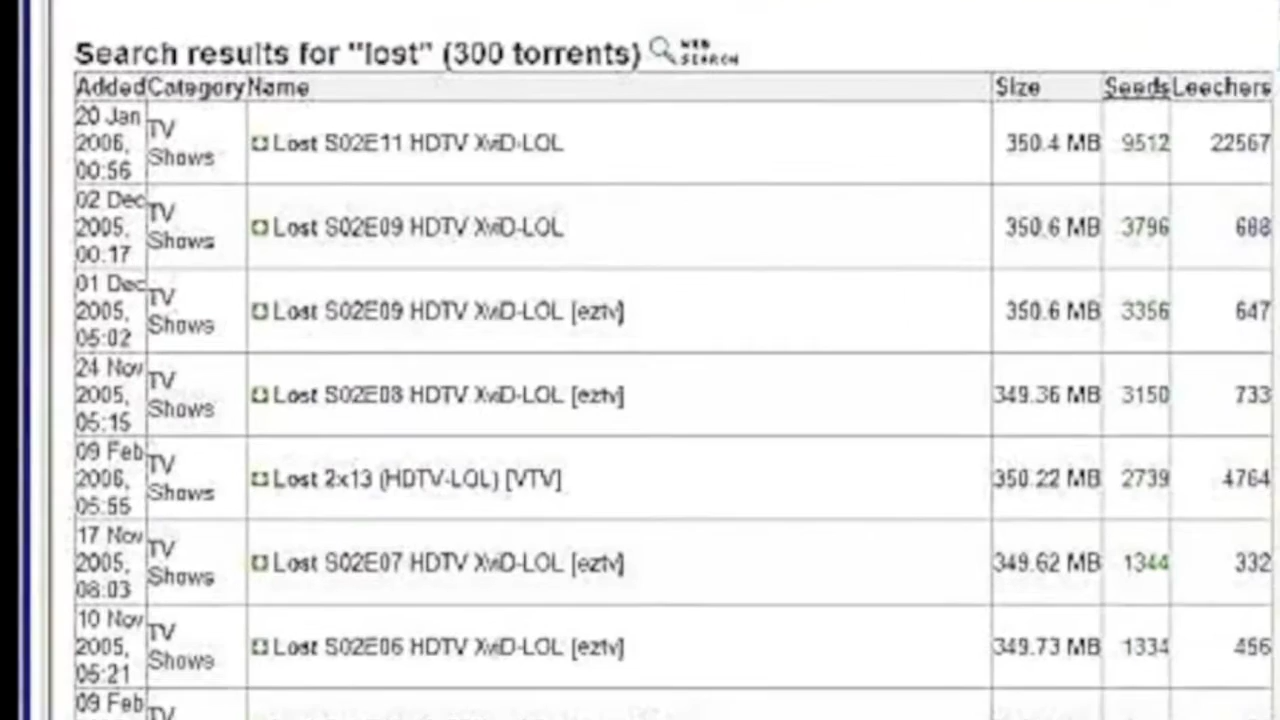 Search results for "lost" (300 torrents) WEB SEARCH
Added Category Name Size Seeds Leechers
20 Jan 2006, 00:56 TV Shows Lost S02E11 HDTV XviD-LOL 350.4 MB 9512 22567
02 Dec 2005, 00:17 TV Shows Lost S02E09 HDTV XviD-LOL 350.6 MB 3796 688
01 Dec 2005, 05:02 TV Shows Lost S02E09 HDTV XviD-LOL [eztv] 350.6 MB 3356 647
24 Nov 2005, 05:15 TV Shows Lost S02E08 HDTV XviD-LOL [eztv] 349.36 MB 3150 733
09 Feb 2006, 05:55 TV Shows Lost 2x13 (HDTV-LOL) [VTV] 350.22 MB 2739 4764
17 Nov 2005, 08:03 TV Shows Lost S02E07 HDTV XviD-LOL [eztv] 349.62 MB 1344 332
10 Nov 2005, 05:21 TV Shows Lost S02E06 HDTV XviD-LOL [eztv] 349.73 MB 1334 456
09 Feb TV